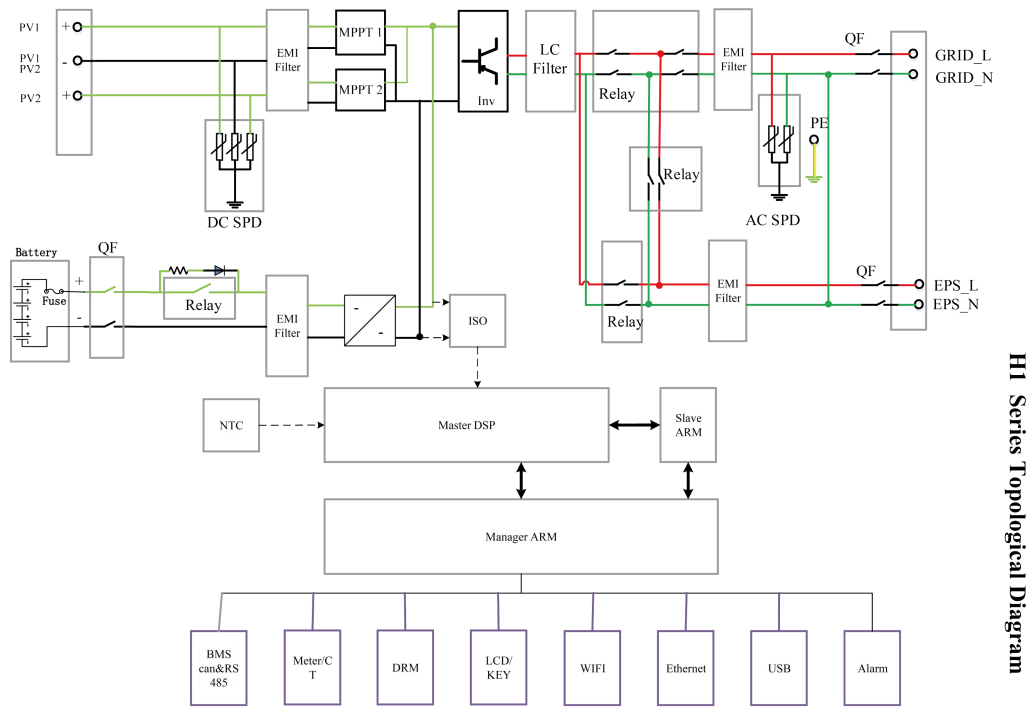 PV1
+
PV1
PV2
-
PV2
+
EMI
Filter
MPPT 1
MPPT 2
Inv
LC
Filter
Relay
EMI
Filter
QF
GRID_L
GRID_N
DC SPD
Relay
PE
AC SPD
Battery
QF
+
Fuse
-
Relay
EMI
Filter
-
-
ISO
Relay
EMI
Filter
QF
EPS_L
EPS_N
NTC
Master DSP
Slave
ARM
Manager ARM
BMS
can&RS
485
Meter/C
T
DRM
LCD/
KEY
WIFI
Ethernet
USB
Alarm
H1 Series Topological Diagram